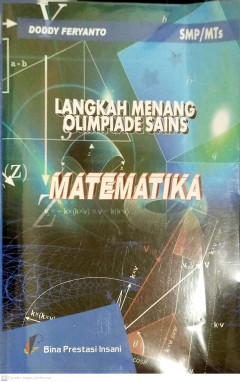 DODDY FERYANTO
SMP/MTs
a - b
LANGKAH MENANG
OLIMPIADE SAINS
MATEMATIKA
(Z)
k×(k×v)
k×v
Bina Prestasi Insani
θ